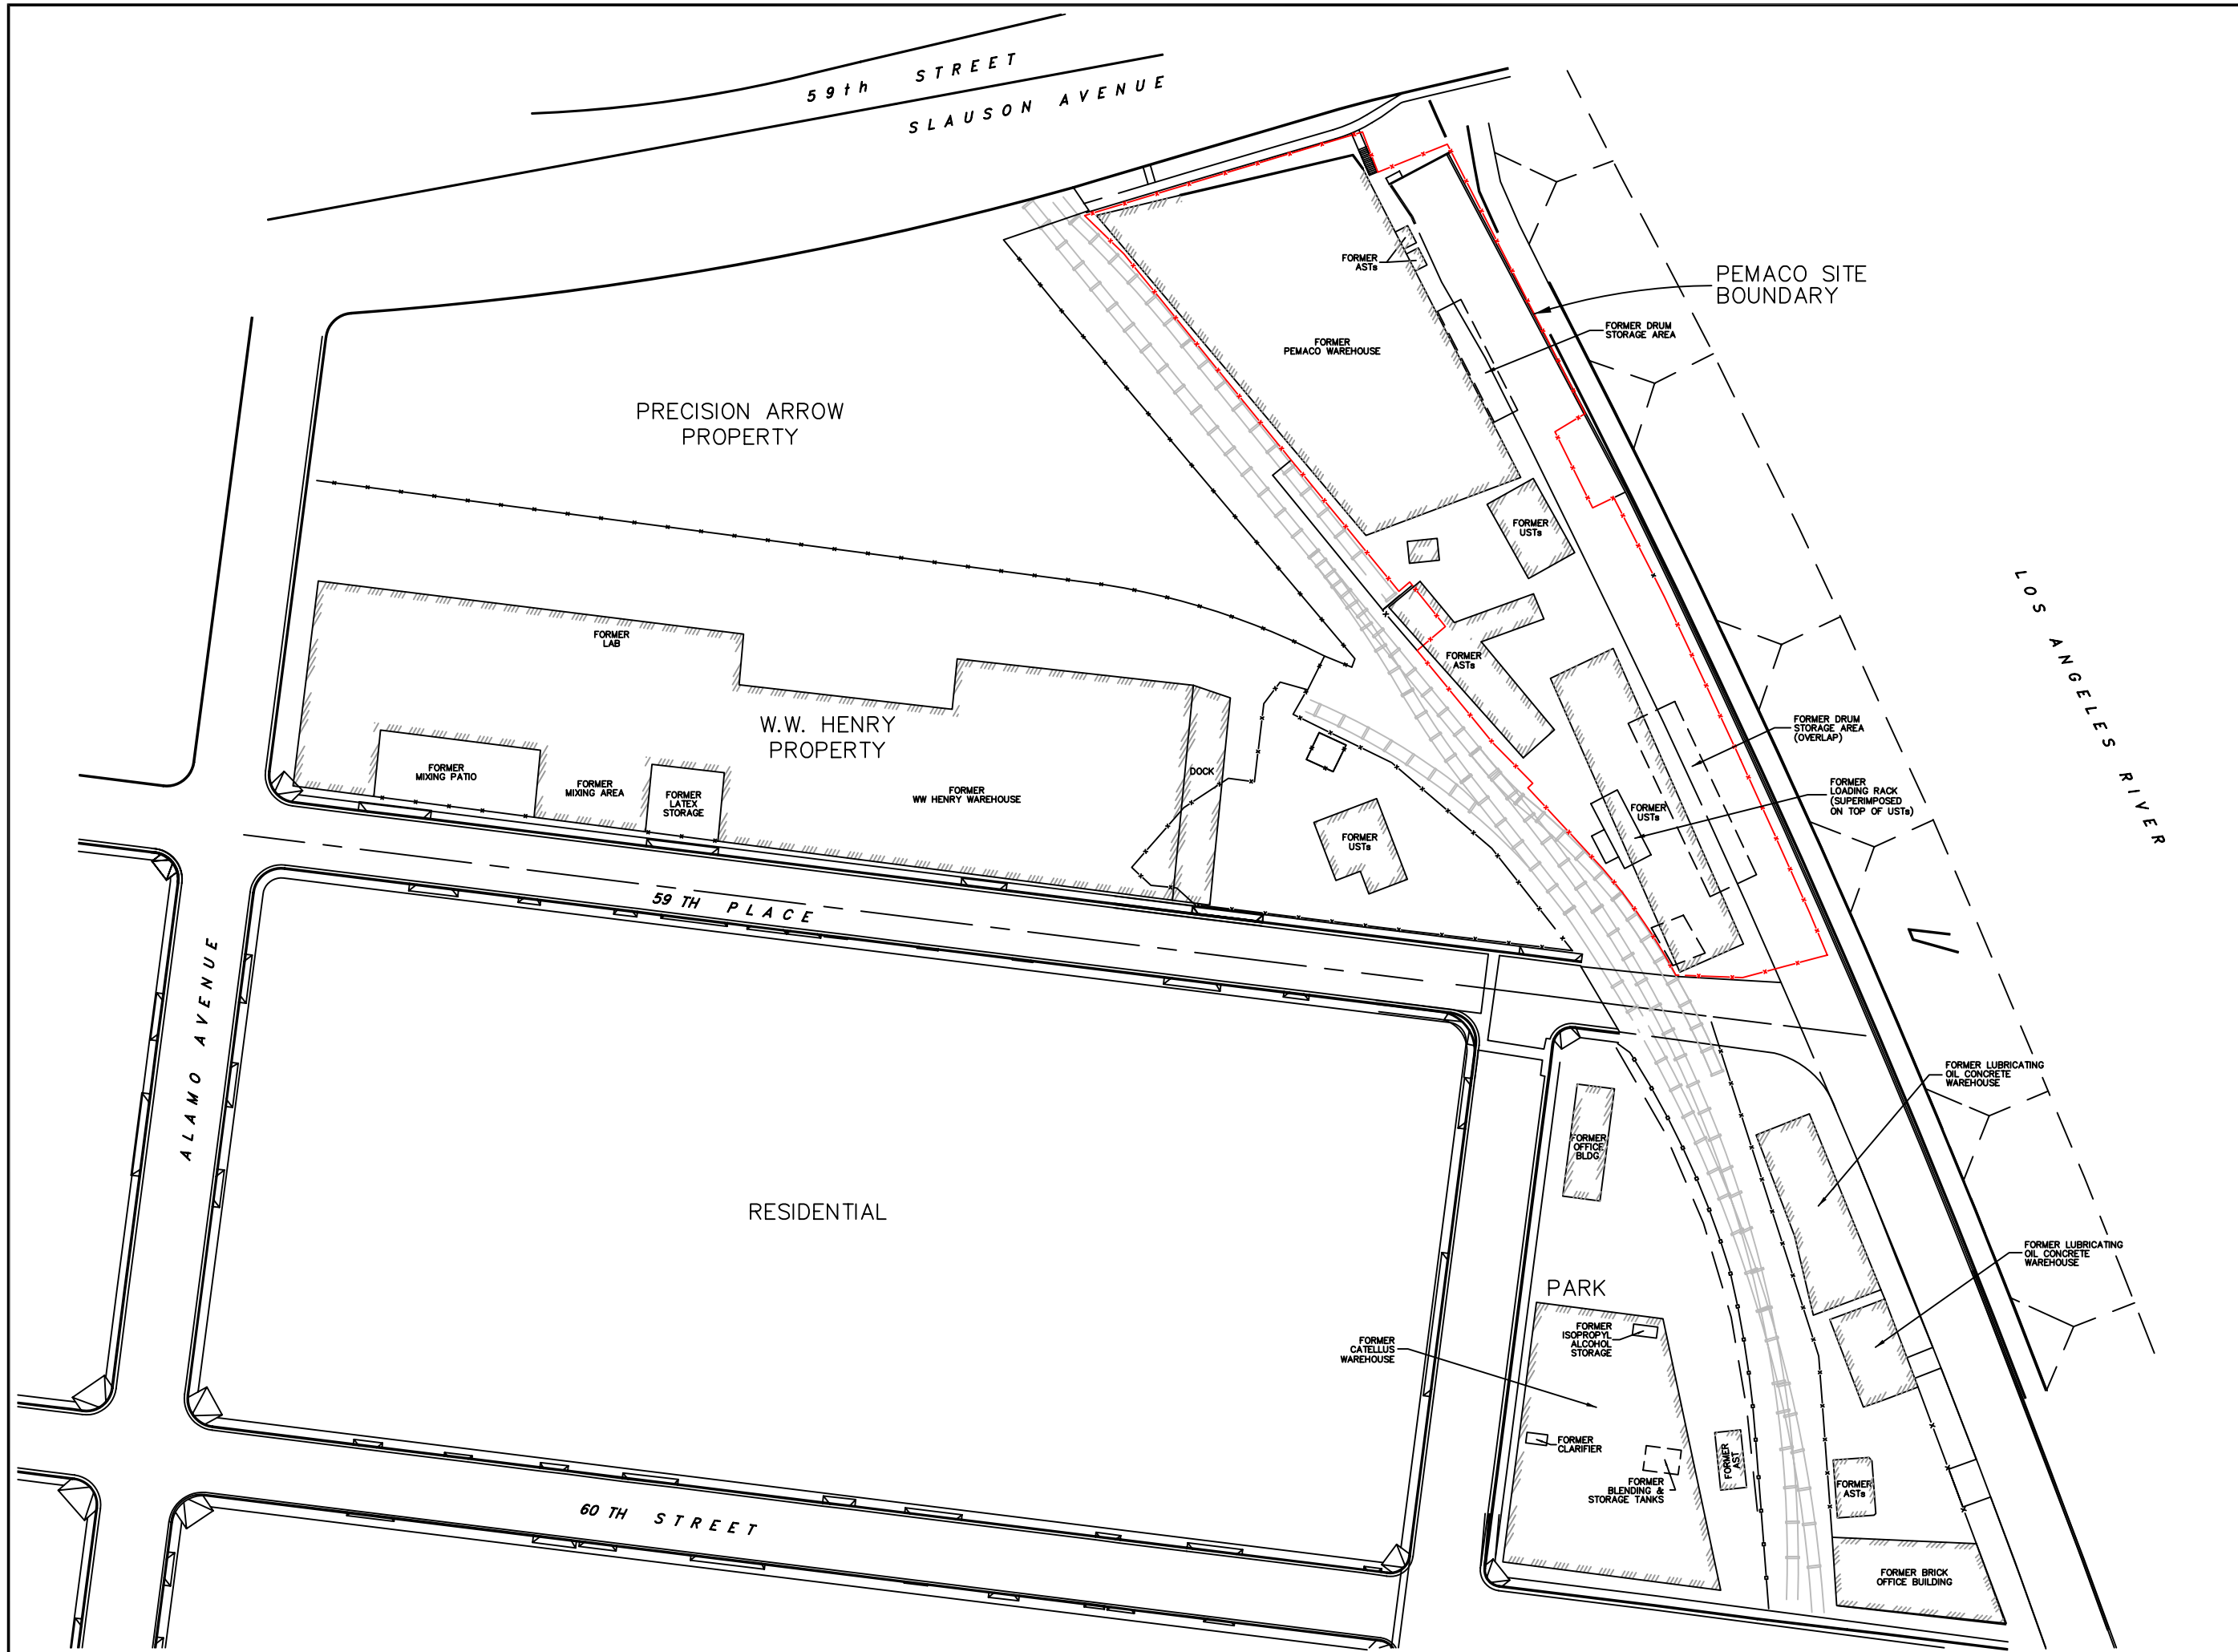 59th STREET
SLAUSON AVENUE
FORMER
ASTs
PEMACO SITE
BOUNDARY
FORMER DRUM
STORAGE AREA
FORMER
PEMACO WAREHOUSE
PRECISION ARROW
PROPERTY
FORMER
USTs
LOS ANGELES RIVER
FORMER
LAB
FORMER
ASTs
W.W. HENRY
PROPERTY
FORMER DRUM
STORAGE AREA
(OVERLAP)
FORMER
MIXING PATIO
FORMER
MIXING AREA
FORMER
LATEX
STORAGE
FORMER
WW HENRY WAREHOUSE
DOCK
FORMER
USTs
FORMER
LOADING RACK
(SUPERIMPOSED
ON TOP OF USTs)
FORMER
USTs
59 TH PLACE
ALAMO AVENUE
FORMER LUBRICATING
OIL CONCRETE
WAREHOUSE
FORMER
OFFICE
BLDG
RESIDENTIAL
FORMER LUBRICATING
OIL CONCRETE
WAREHOUSE
PARK
FORMER
ISOPROPYL
ALCOHOL
STORAGE
FORMER
CATELLUS
WAREHOUSE
FORMER
CLARIFIER
FORMER
BLENDING &
STORAGE TANKS
FORMER
AST
FORMER
ASTs
60 TH STREET
FORMER BRICK
OFFICE BUILDING